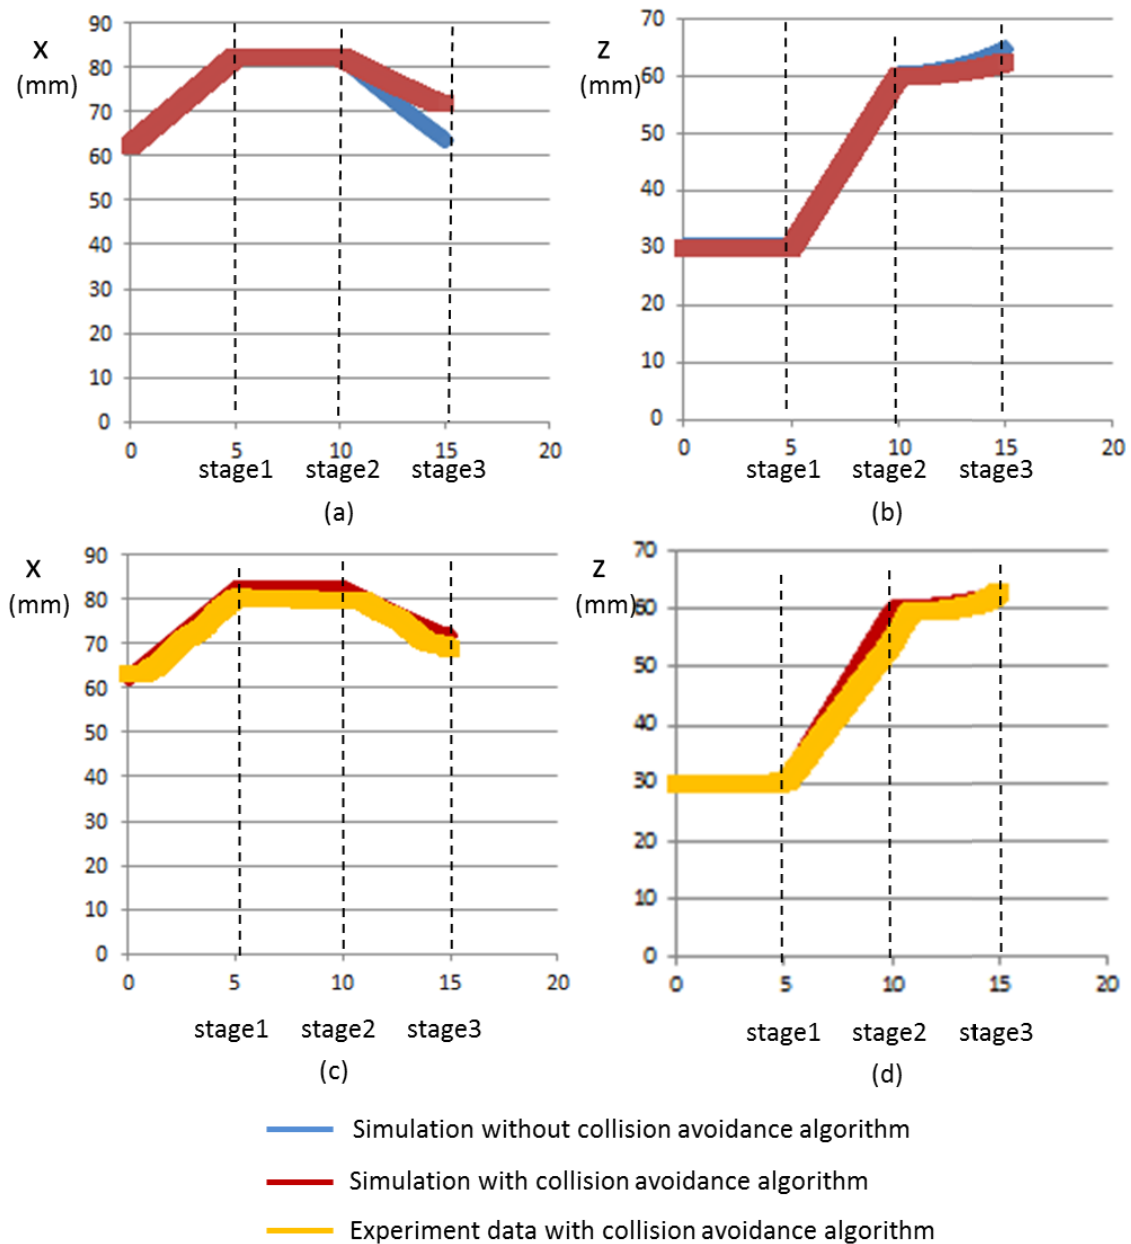 90
X
80
(mm)
70
60
50
40
30
20
10
0
0 5 10 15 20
stage1 stage2 stage3
(a)
70
Z
60
(mm)
50
40
30
20
10
0
0 5 10 15 20
stage1 stage2 stage3
(b)
90
X
80
(mm)
70
60
50
40
30
20
10
0
0 5 10 15 20
stage1 stage2 stage3
(c)
70
Z
60
(mm)
50
40
30
20
10
0
0 5 10 15 20
stage1 stage2 stage3
(d)
Simulation without collision avoidance algorithm
Simulation with collision avoidance algorithm
Experiment data with collision avoidance algorithm